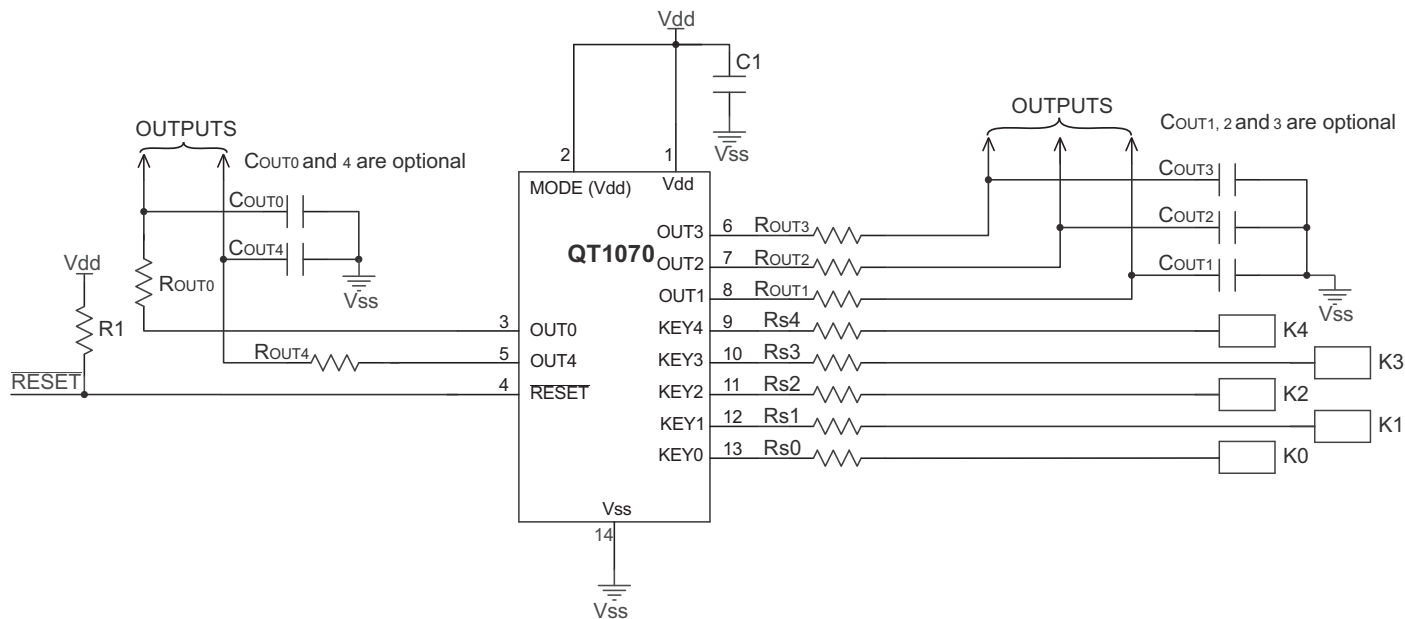 Vdd
C1
Vss
OUTPUTS
COUT0 and 4 are optional
COUT0
COUT4
Vss
ROUT0
Vdd
R1
ROUT4
RESET
OUTPUTS
COUT1, 2 and 3 are optional
COUT3
COUT2
COUT1
Vss
2
1
MODE (Vdd)
Vdd
QT1070
OUT3 6 ROUT3
OUT2 7 ROUT2
OUT1 8 ROUT1
3 OUT0
5 OUT4
4 RESET
KEY4 9 Rs4 K4
KEY3 10 Rs3 K3
KEY2 11 Rs2 K2
KEY1 12 Rs1 K1
KEY0 13 Rs0 K0
Vss
14
Vss